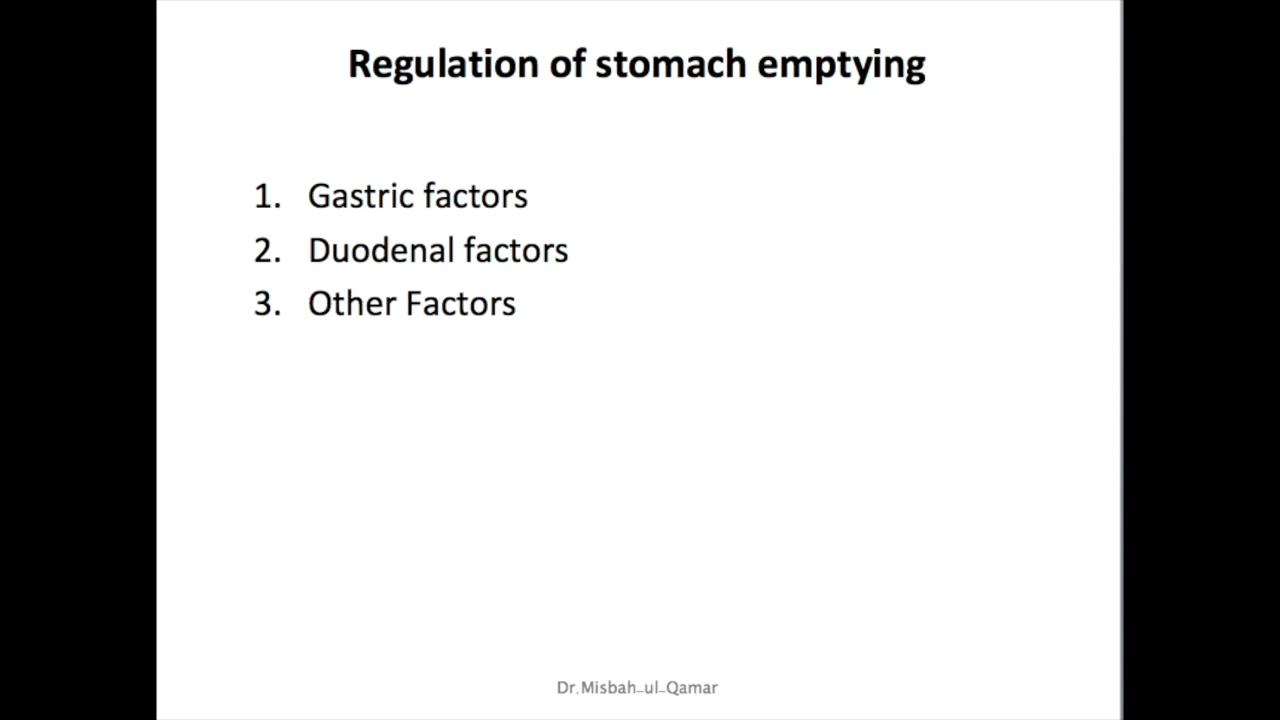 Regulation of stomach emptying
1. Gastric factors
2. Duodenal factors
3. Other Factors
Dr.Misbah-ul-Qamar